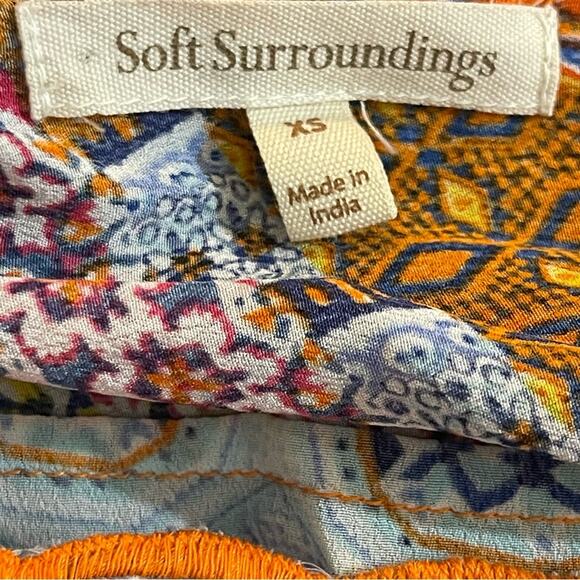 Soft Surroundings
XS
Made in
India